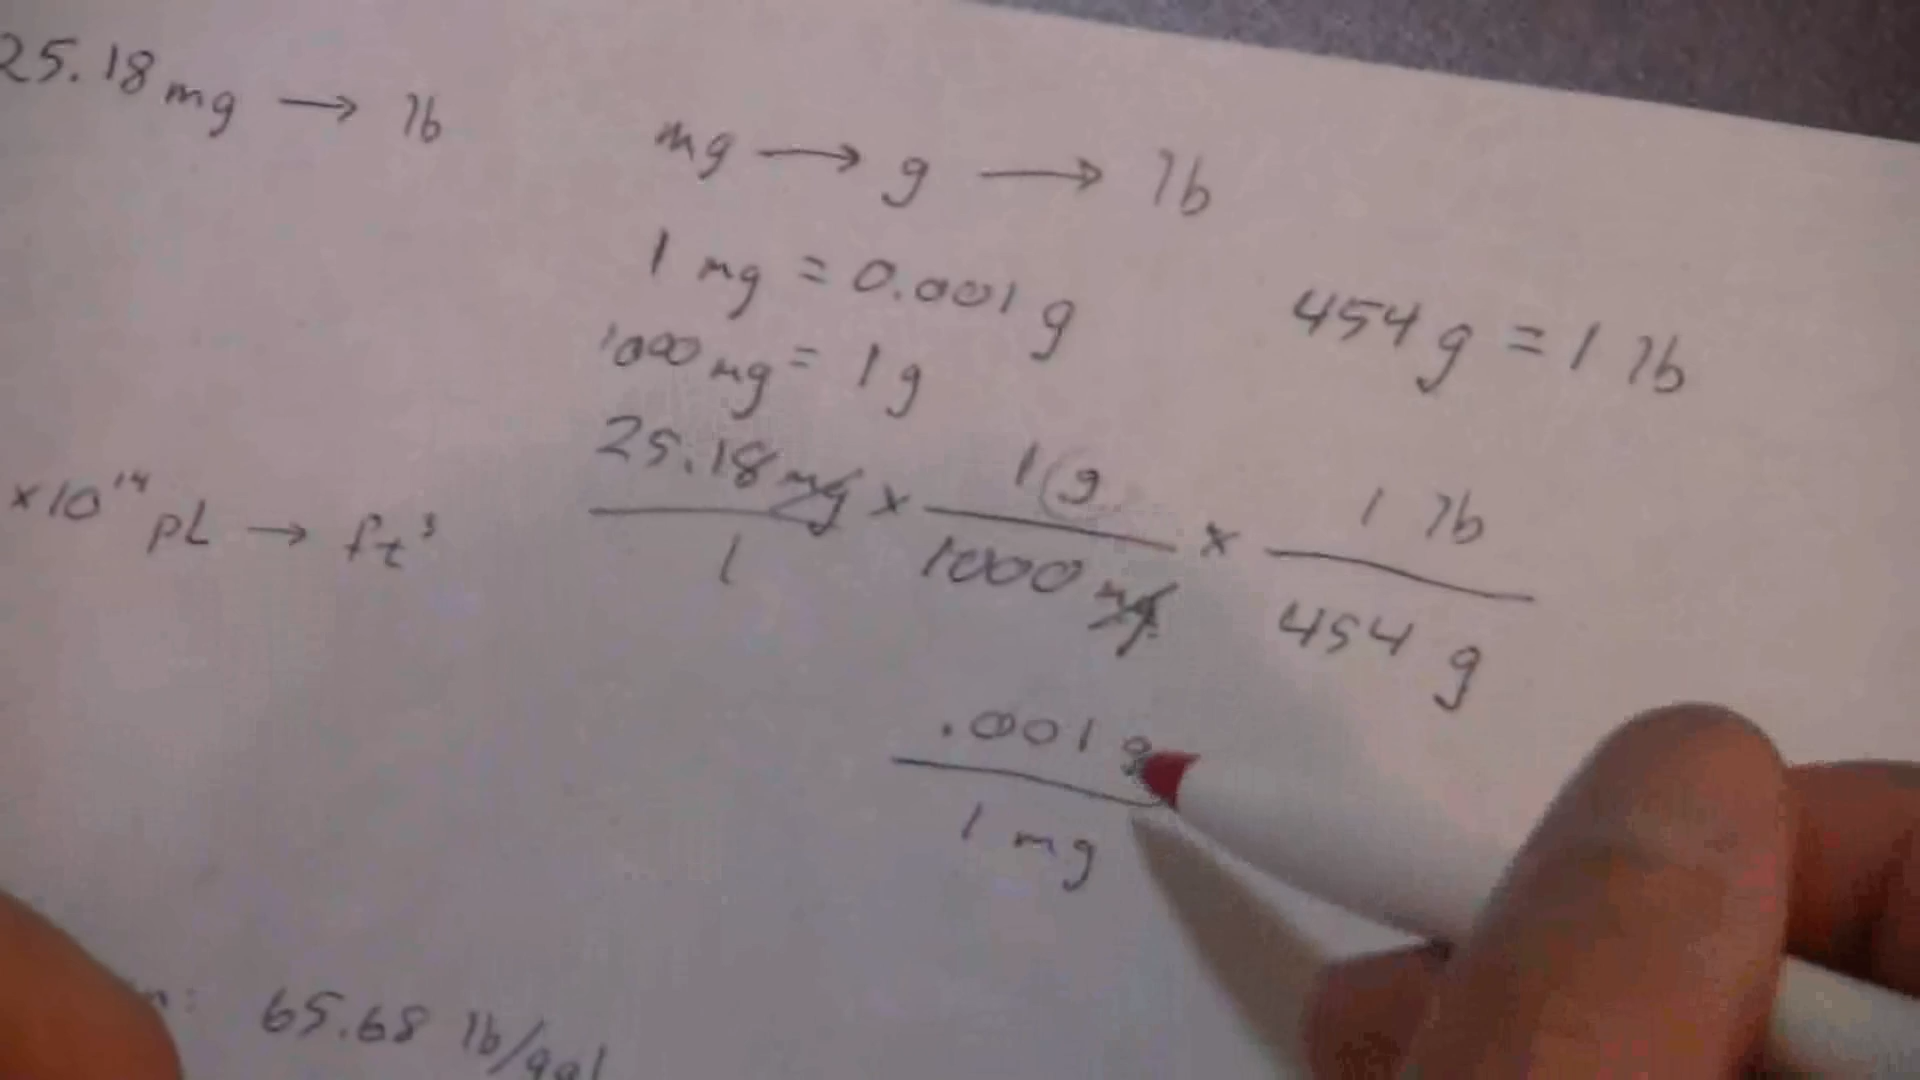 25.18 mg → lb
mg → g → lb
1 mg = 0.001 g
454 g = 1 lb
1000 mg = 1 g
25.18 mg × 1 g × 1 lb
1 1000 mg 454 g
×10¹⁴ pL → ft³
.001 g
1 mg
65.68 lb/gal